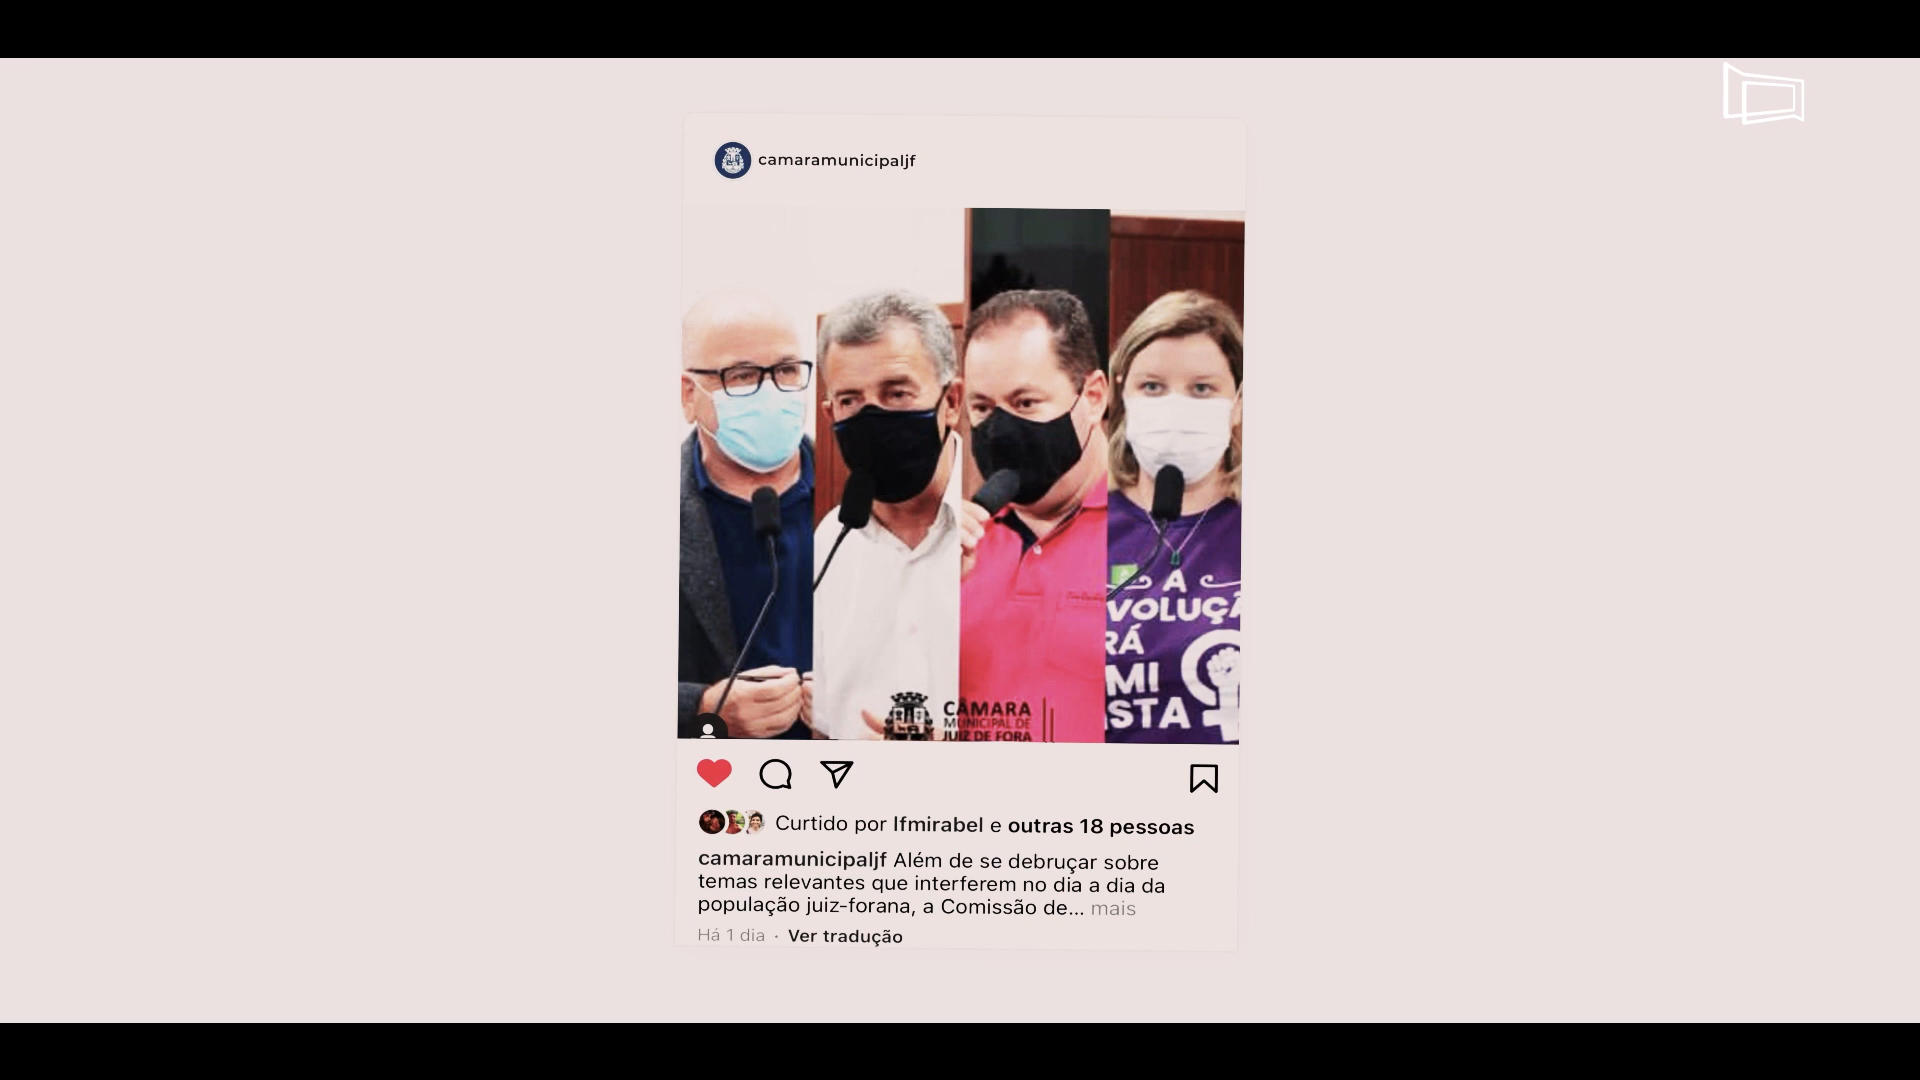 camaramunicipaljf
A
VOLUÇÃ
RÁ
MI
STA
CÂMARA
MUNICIPAL DE
JUIZ DE FORA
Curtido por lfmirabel e outras 18 pessoas
camaramunicipaljf Além de se debruçar sobre
temas relevantes que interferem no dia a dia da
população juiz-forana, a Comissão de... mais
Há 1 dia · Ver tradução